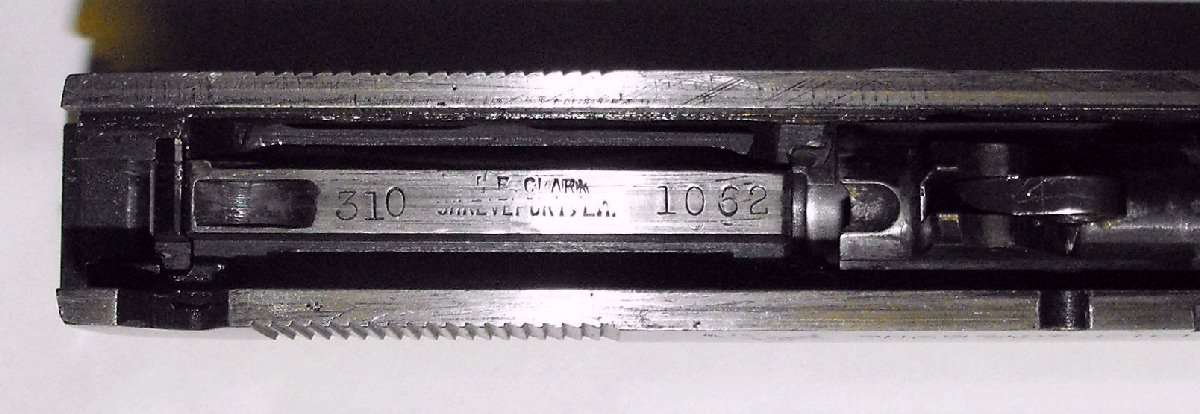 310
J. E. CLARK
SHREVEPORT, LA.
1062